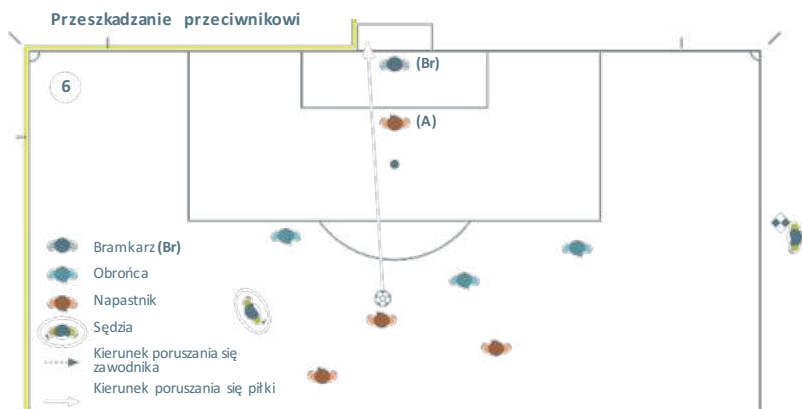 Przeszkadzanie przeciwnikowi
(Br)
6
(A)
Bramkarz (Br)
Obrońca
Napastnik
Sędzia
Kierunek poruszania się
zawodnika
Kierunek poruszania się piłki